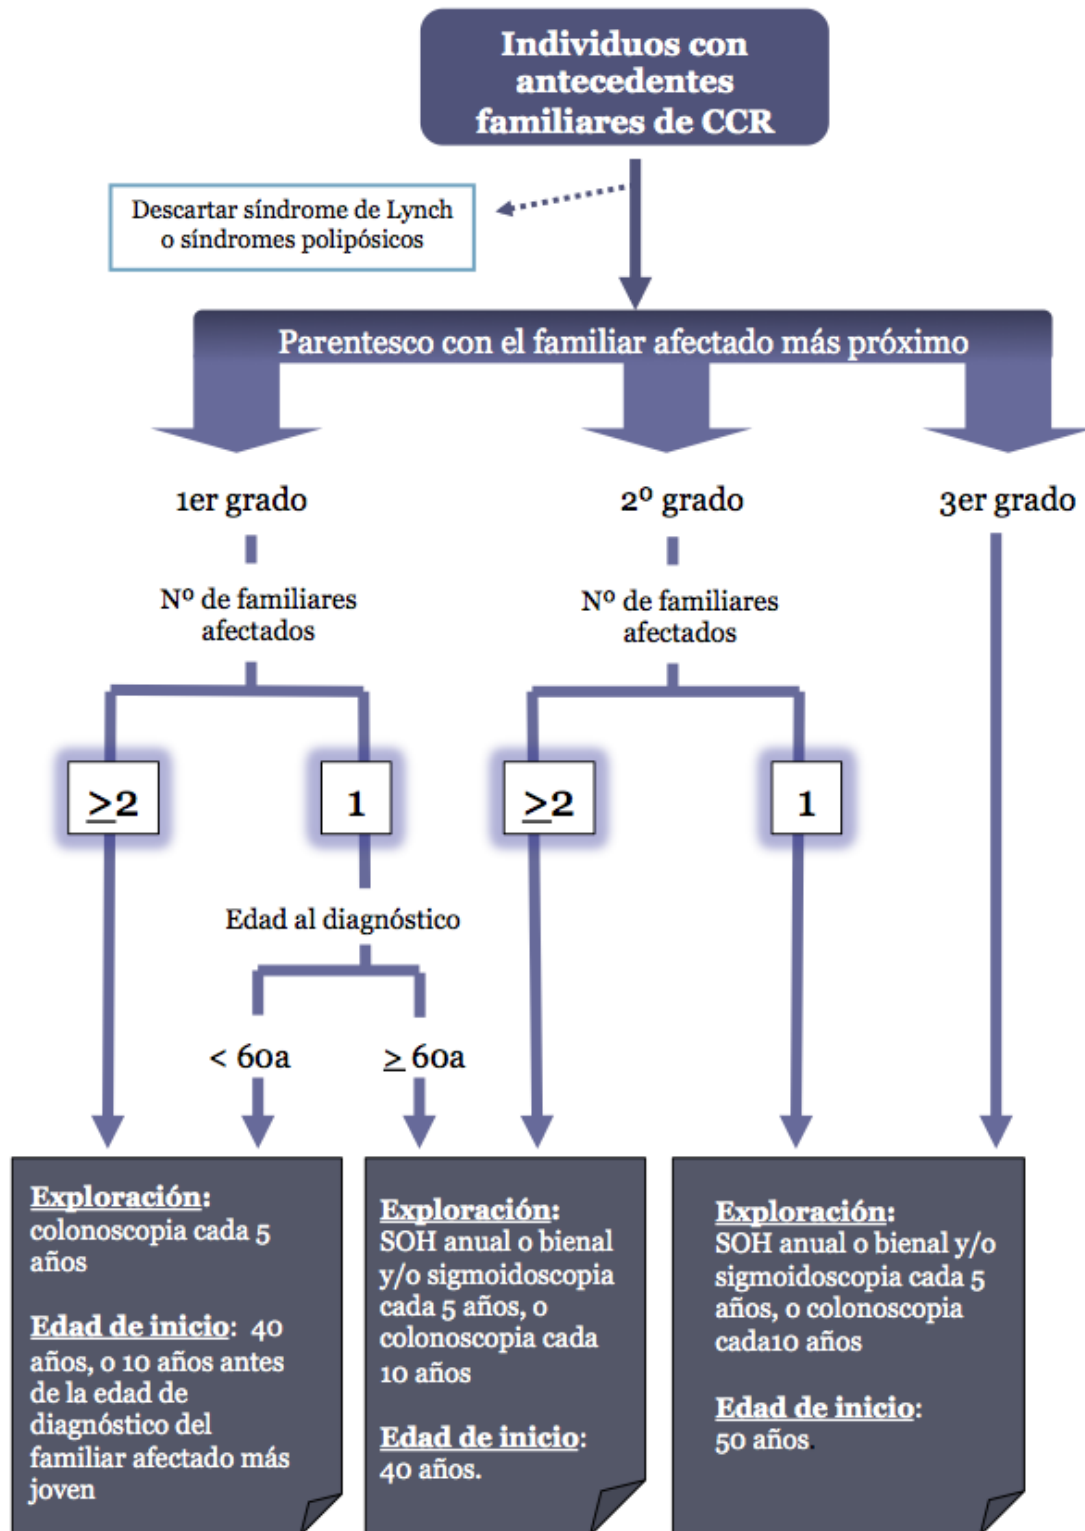 Individuos con
antecedentes
familiares de CCR
Descartar síndrome de Lynch
o síndromes polipósicos
Parentesco con el familiar afectado más próximo
1er grado
2º grado
3er grado
Nº de familiares
afectados
Nº de familiares
afectados
≥2
1
≥2
1
Edad al diagnóstico
< 60a
≥ 60a
Exploración:
colonoscopia cada 5
años
Edad de inicio: 40
años, o 10 años antes
de la edad de
diagnóstico del
familiar afectado más
joven
Exploración:
SOH anual o bienal
y/o sigmoidoscopia
cada 5 años, o
colonoscopia cada
10 años
Edad de inicio:
40 años.
Exploración:
SOH anual o bienal y/o
sigmoidoscopia cada 5
años, o colonoscopia
cada10 años
Edad de inicio:
50 años.